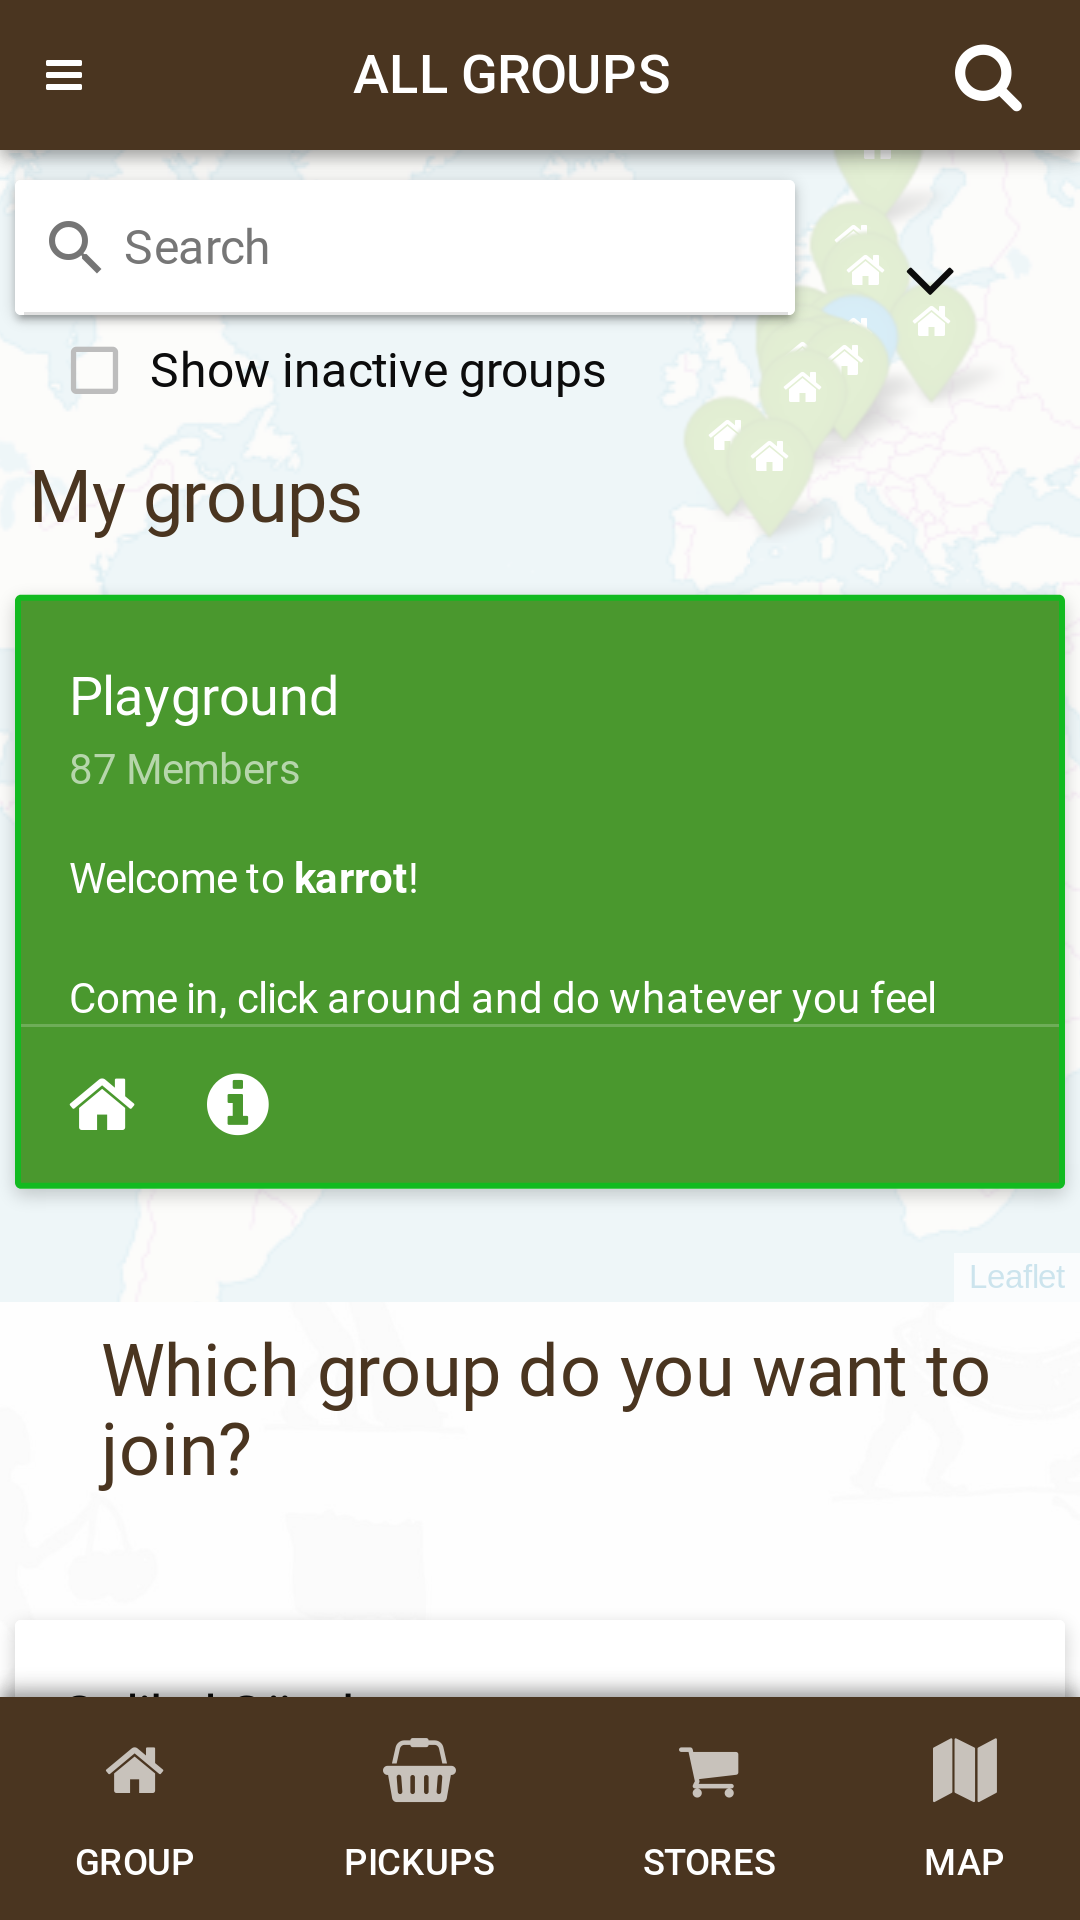 ALL GROUPS
Search
Show inactive groups
My groups
Playground
87 Members
Welcome to karrot!
Come in, click around and do whatever you feel
Leaflet
Which group do you want to
join?
GROUP
PICKUPS
STORES
MAP